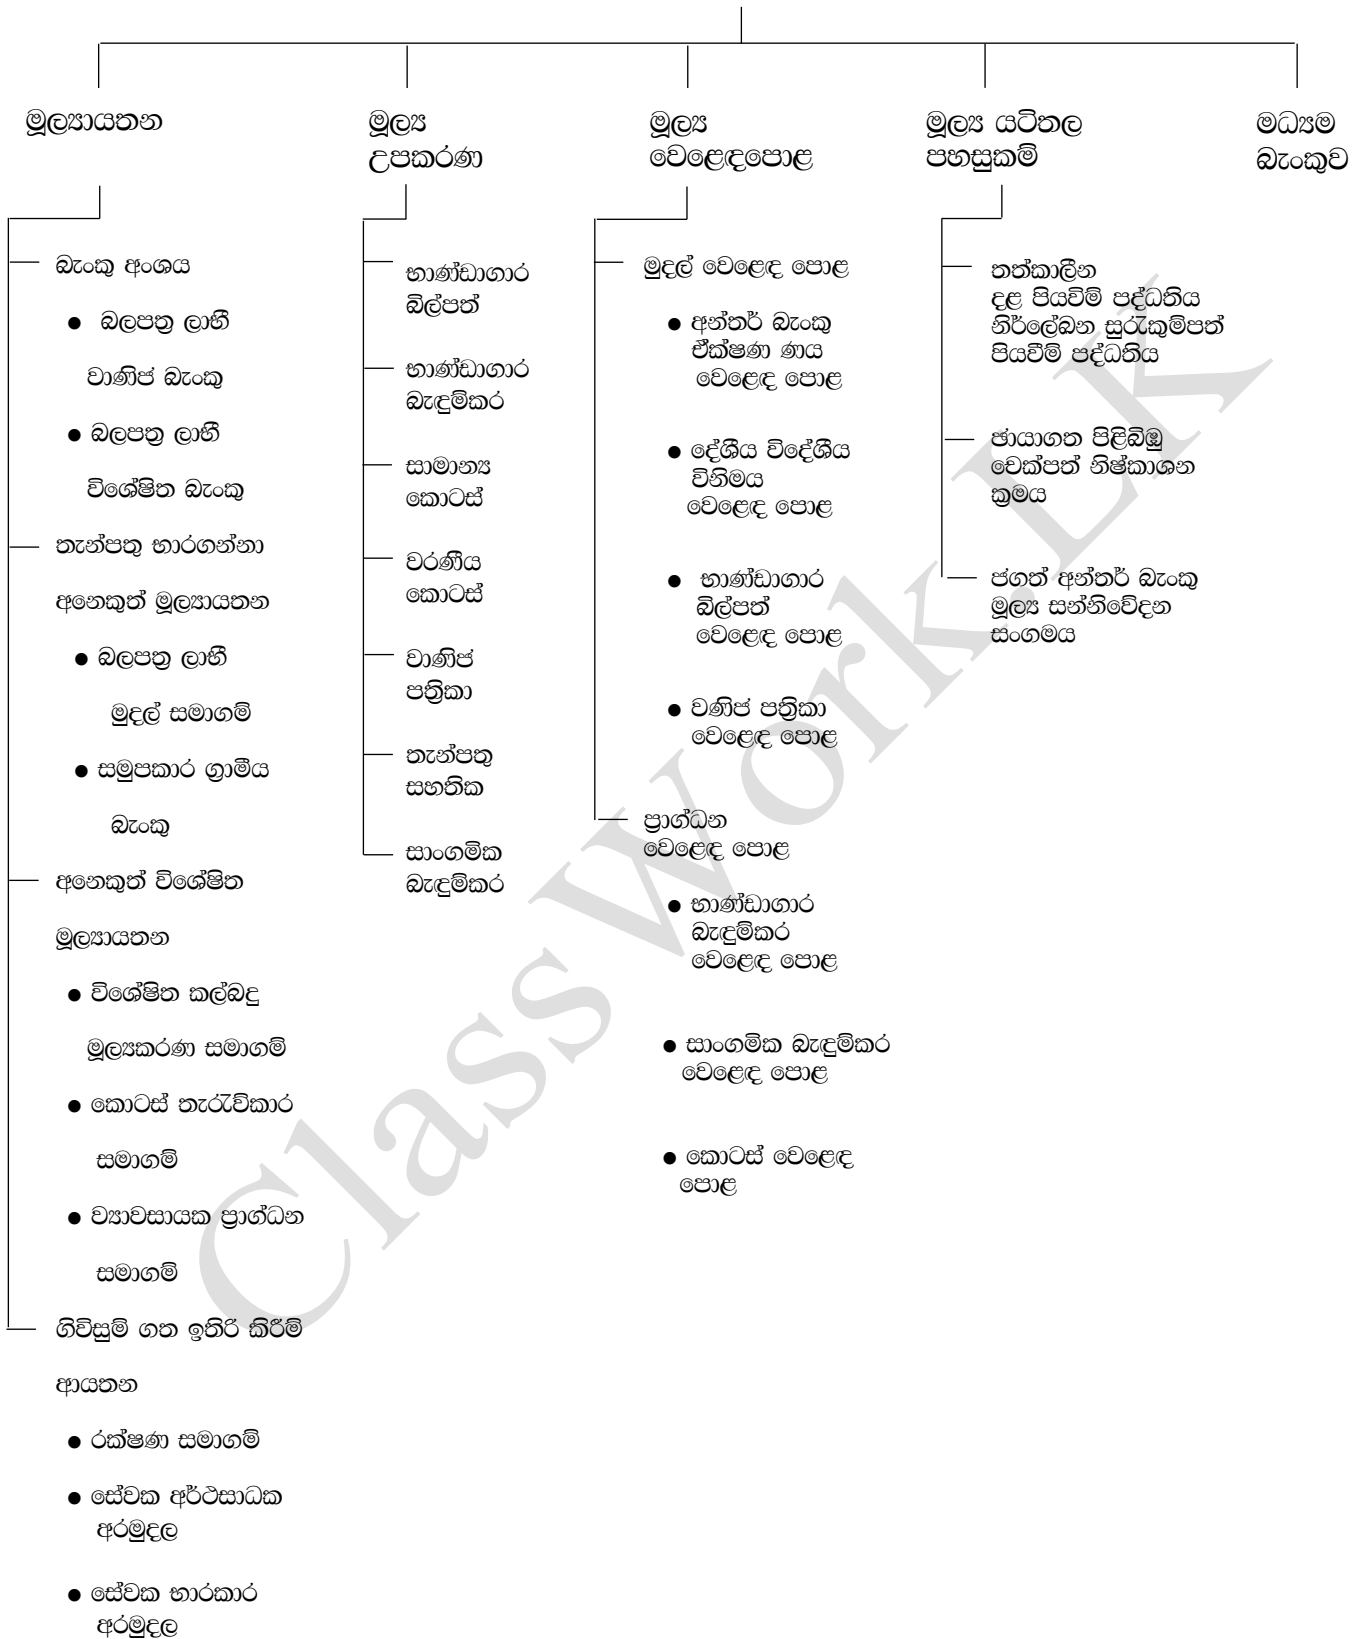 මූල්‍යායතන
බැංකු අංශය
● බලපත්‍ර ලාභී
වාණිජ බැංකු
● බලපත්‍ර ලාභී
විශේෂිත බැංකු
තැන්පතු භාරගන්නා
අනෙකුත් මූල්‍යායතන
● බලපත්‍ර ලාභී
මුදල් සමාගම්
● සමුපකාර ග්‍රාමීය
බැංකු
අනෙකුත් විශේෂිත
මූල්‍යායතන
● විශේෂිත කල්බදු
මූල්‍යකරණ සමාගම්
● කොටස් තැරැව්කාර
සමාගම්
● ව්‍යාවසායක ප්‍රාග්ධන
සමාගම්
ගිවිසුම් ගත ඉතිරි කිරීම්
ආයතන
● රක්ෂණ සමාගම්
● සේවක අර්ථසාධක
අරමුදල
● සේවක භාරකාර
අරමුදල
මූල්‍ය
උපකරණ
භාණ්ඩාගාර
බිල්පත්
භාණ්ඩාගාර
බැඳුම්කර
සාමාන්‍ය
කොටස්
වරණීය
කොටස්
වාණිජ
පත්‍රිකා
තැන්පතු
සහතික
සාංගමික
බැඳුම්කර
මූල්‍ය
වෙළෙඳපොළ
මුදල් වෙළෙඳ පොළ
● අන්තර් බැංකු
ඒක්ෂණ ණය
වෙළෙඳ පොළ
● දේශීය විදේශීය
විනිමය
වෙළෙඳ පොළ
● භාණ්ඩාගාර
බිල්පත්
වෙළෙඳ පොළ
● වණිජ පත්‍රිකා
වෙළෙඳ පොළ
ප්‍රාග්ධන
වෙළෙඳ පොළ
● භාණ්ඩාගාර
බැඳුම්කර
වෙළෙඳ පොළ
● සාංගමික බැඳුම්කර
වෙළෙඳ පොළ
● කොටස් වෙළෙඳ
පොළ
මූල්‍ය යටිතල
පහසුකම්
තත්කාලීන
දළ පියවිම් පද්ධතිය
නිර්ලේඛන සුරැකුම්පත්
පියවීම් පද්ධතිය
ඡායාගත පිළිබිඹු
චෙක්පත් නිෂ්කාශන
ක්‍රමය
ජගත් අන්තර් බැංකු
මූල්‍ය සන්නිවේදන
සංගමය
මධ්‍යම
බැංකුව
ClassWork.LK